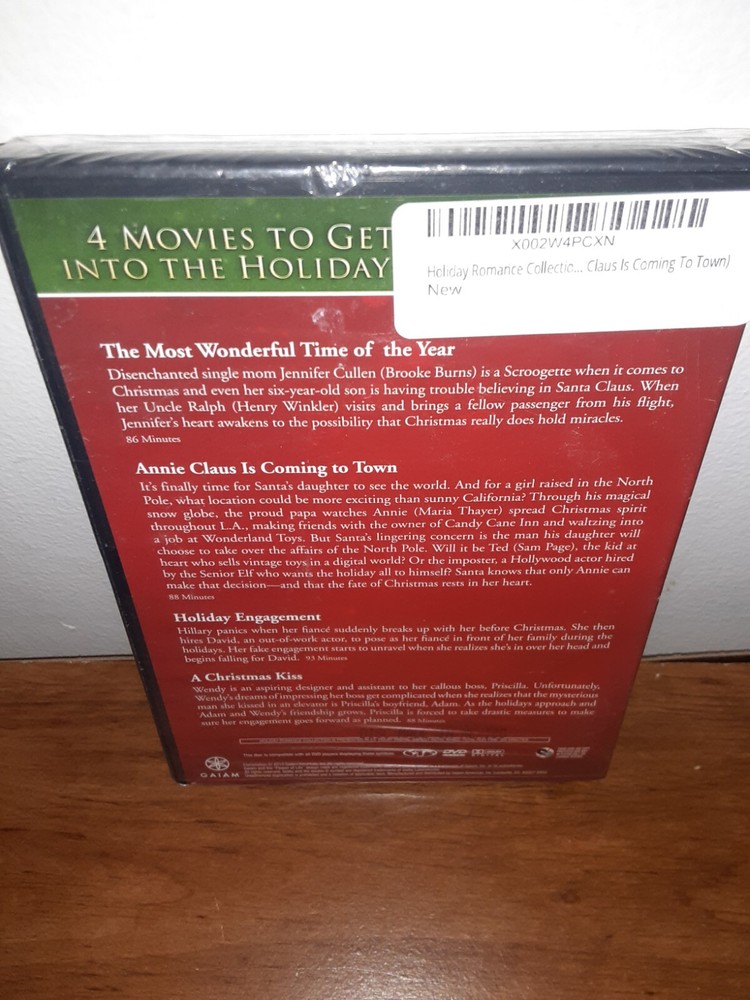 4 MOVIES TO GET
INTO THE HOLIDAY
X002W4PCXN
Holiday Romance Collectio... Claus Is Coming To Town)
New
The Most Wonderful Time of the Year
Disenchanted single mom Jennifer Cullen (Brooke Burns) is a Scroogette when it comes to
Christmas and even her six-year-old son is having trouble believing in Santa Claus. When
her Uncle Ralph (Henry Winkler) visits and brings a fellow passenger from his flight,
Jennifer's heart awakens to the possibility that Christmas really does hold miracles.
86 Minutes
Annie Claus Is Coming to Town
It's finally time for Santa's daughter to see the world. And for a girl raised in the North
Pole, what location could be more exciting than sunny California? Through his magical
snow globe, the proud papa watches Annie (Maria Thayer) spread Christmas spirit
throughout L.A., making friends with the owner of Candy Cane Inn and waltzing into
a job at Wonderland Toys. But Santa's lingering concern is the man his daughter will
choose to take over the affairs of the North Pole. Will it be Ted (Sam Page), the kid at
heart who sells vintage toys in a digital world? Or the imposter, a Hollywood actor hired
by the Senior Elf who wants the holiday all to himself? Santa knows that only Annie can
make that decision—and that the fate of Christmas rests in her heart.
88 Minutes
Holiday Engagement
Hillary panics when her fiancé suddenly breaks up with her before Christmas. She then
hires David, an out-of-work actor, to pose as her fiancé in front of her family during the
holidays. Her fake engagement starts to unravel when she realizes she's in over her head and
begins falling for David. 93 Minutes
A Christmas Kiss
Wendy is an aspiring designer and assistant to her callous boss, Priscilla. Unfortunately,
Wendy's dreams of impressing her boss get complicated when she realizes that the mysterious
man she kissed in an elevator is Priscilla's boyfriend, Adam. As the holidays approach and
Adam and Wendy's friendship grows, Priscilla is forced to take drastic measures to make
sure her engagement goes forward as planned. 88 Minutes
GAIAM
DVD